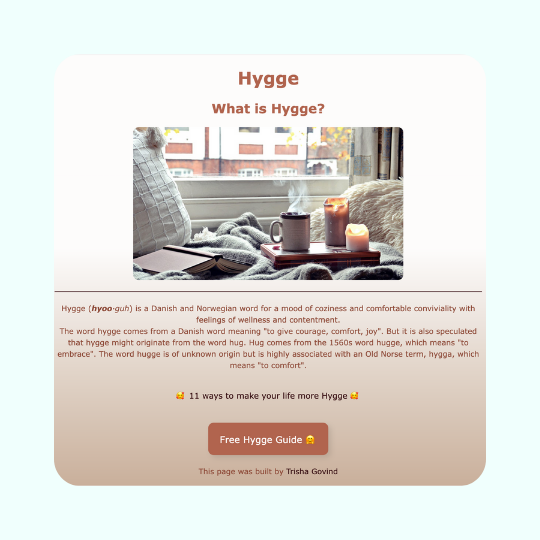 Hygge
What is Hygge?
Hygge (hyoo·guh) is a Danish and Norwegian word for a mood of coziness and comfortable conviviality with
feelings of wellness and contentment.
The word hygge comes from a Danish word meaning "to give courage, comfort, joy". But it is also speculated
that hygge might originate from the word hug. Hug comes from the 1560s word hugge, which means "to
embrace". The word hugge is of unknown origin but is highly associated with an Old Norse term, hygga, which
means "to comfort".
🥰 11 ways to make your life more Hygge 🥰
Free Hygge Guide 🤗
This page was built by Trisha Govind